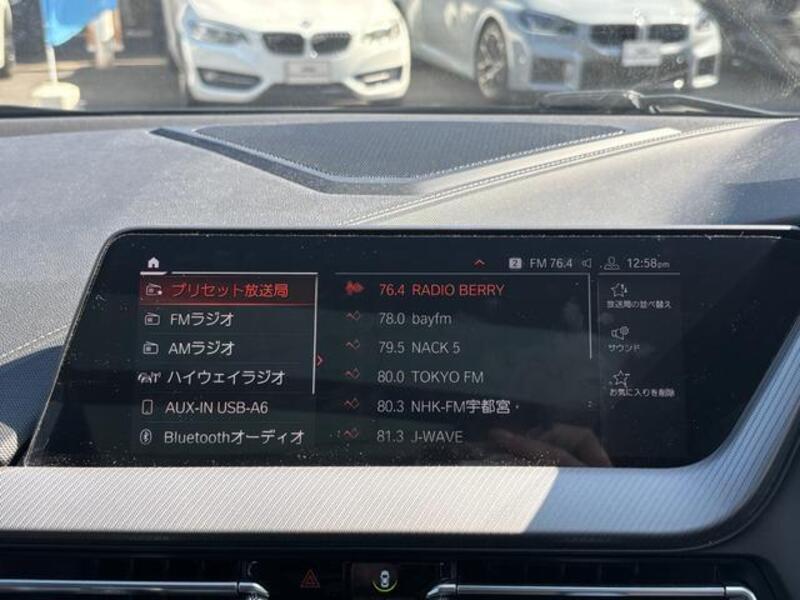 2 FM 76.4 12:58pm
プリセット放送局
FMラジオ
AMラジオ
ハイウェイラジオ
AUX-IN USB-A6
Bluetoothオーディオ
76.4 RADIO BERRY
78.0 bayfm
79.5 NACK 5
80.0 TOKYO FM
80.3 NHK-FM宇都宮
81.3 J-WAVE
放送局の並べ替え
サウンド
お気に入りを削除